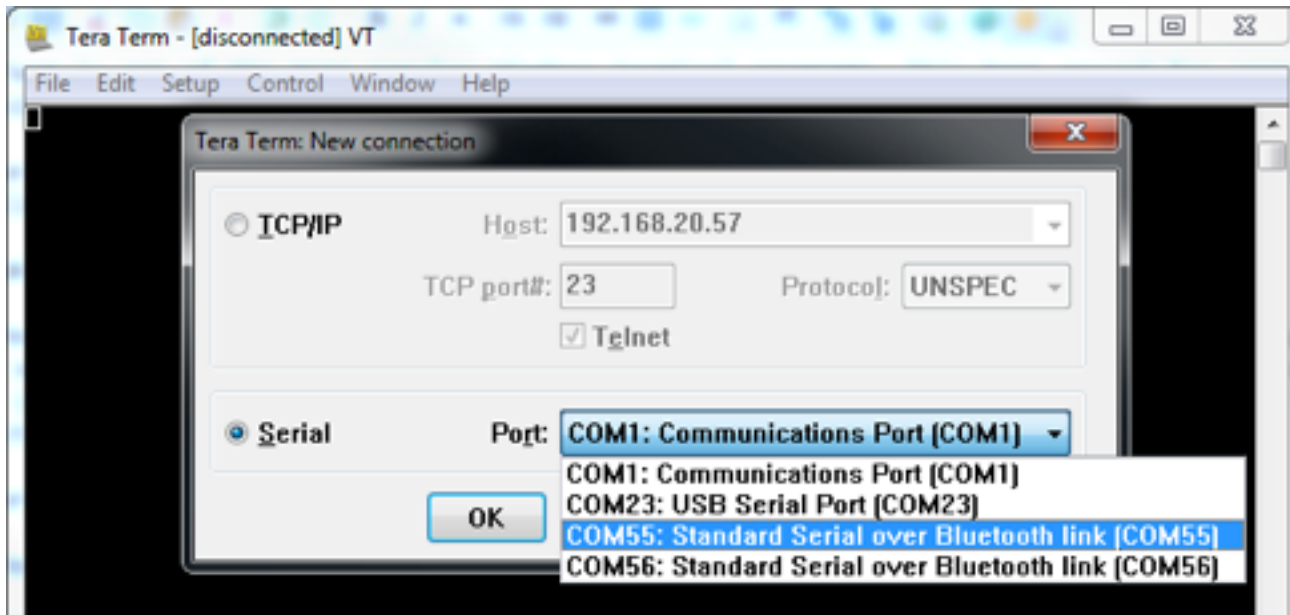 Tera Term - [disconnected] VT
File Edit Setup Control Window Help
Tera Term: New connection
TCP/IP Host: 192.168.20.57
TCP port#: 23 Protocol: UNSPEC
Telnet
Serial Port: COM1: Communications Port (COM1)
COM1: Communications Port (COM1)
COM23: USB Serial Port (COM23)
OK
COM55: Standard Serial over Bluetooth link (COM55)
COM56: Standard Serial over Bluetooth link (COM56)